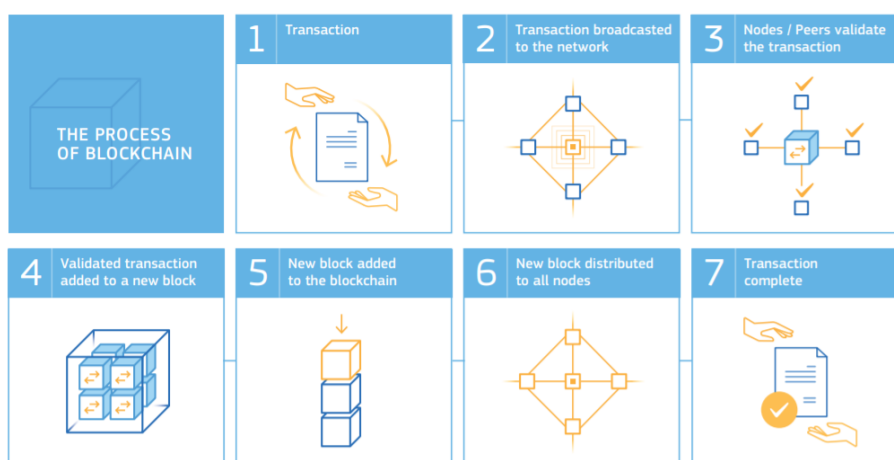 THE PROCESS
OF BLOCKCHAIN
1
Transaction
2
Transaction broadcasted
to the network
3
Nodes / Peers validate
the transaction
4
Validated transaction
added to a new block
5
New block added
to the blockchain
6
New block distributed
to all nodes
7
Transaction
complete